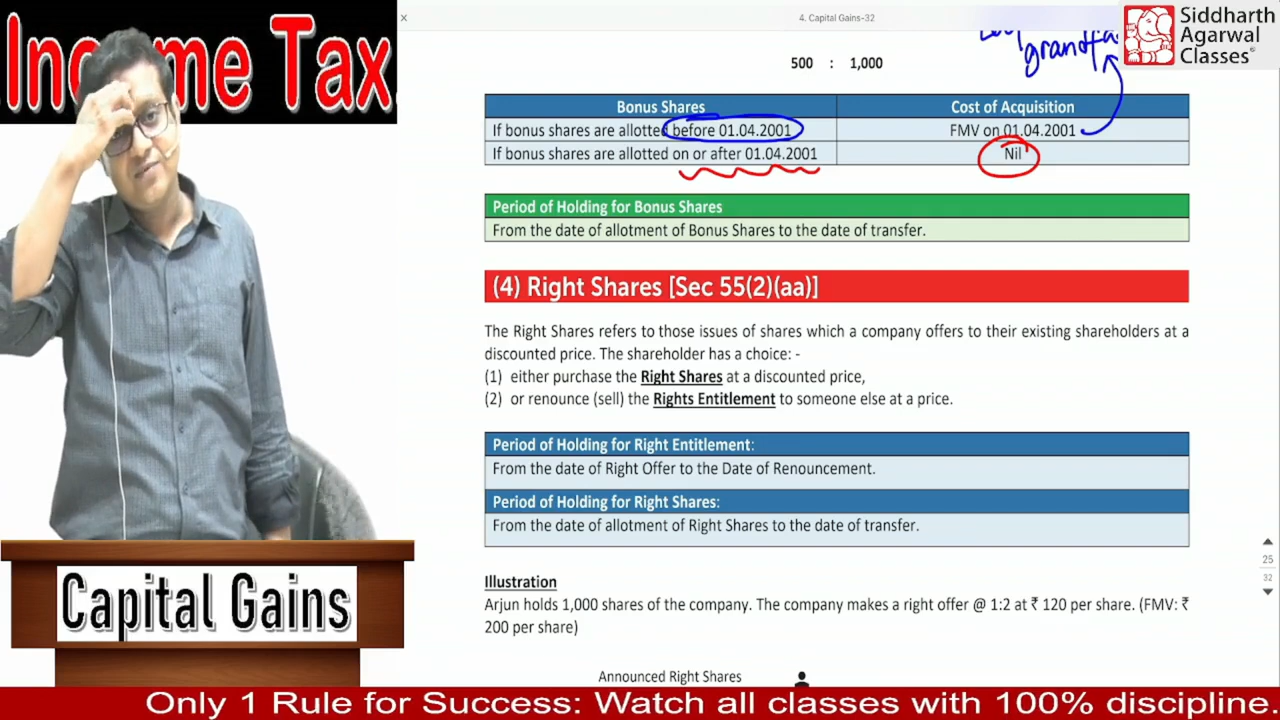 Income Tax
4. Capital Gains-32
Siddharth
Agarwal
Classes
500 : 1,000
Bonus Shares
Cost of Acquisition
If bonus shares are allotted before 01.04.2001
FMV on 01.04.2001
If bonus shares are allotted on or after 01.04.2001
Nil
Period of Holding for Bonus Shares
From the date of allotment of Bonus Shares to the date of transfer.
(4) Right Shares [Sec 55(2)(aa)]
The Right Shares refers to those issues of shares which a company offers to their existing shareholders at a
discounted price. The shareholder has a choice: -
(1) either purchase the Right Shares at a discounted price,
(2) or renounce (sell) the Rights Entitlement to someone else at a price.
Period of Holding for Right Entitlement:
From the date of Right Offer to the Date of Renouncement.
Period of Holding for Right Shares:
From the date of allotment of Right Shares to the date of transfer.
Illustration
Arjun holds 1,000 shares of the company. The company makes a right offer @ 1:2 at ₹ 120 per share. (FMV: ₹
200 per share)
Announced Right Shares
25
32
Capital Gains
Only 1 Rule for Success: Watch all classes with 100% discipline.